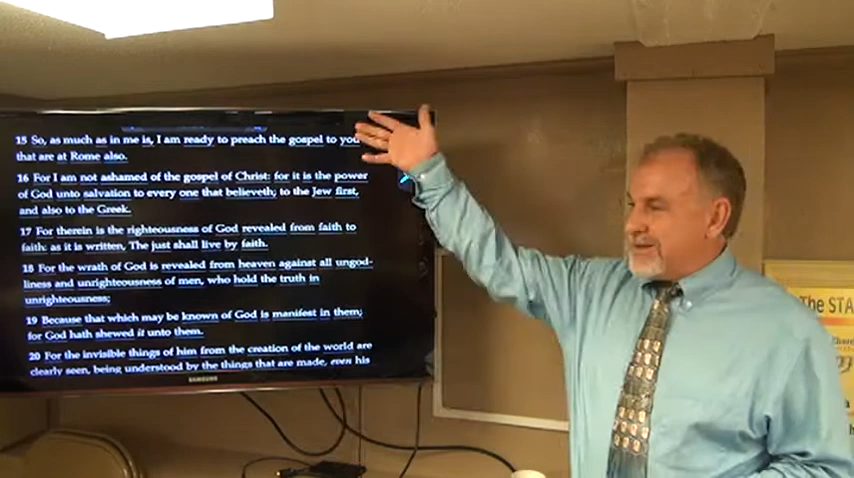 15 So, as much as in me is, I am ready to preach the gospel to you
that are at Rome also.
16 For I am not ashamed of the gospel of Christ: for it is the power
of God unto salvation to every one that believeth; to the Jew first,
and also to the Greek.
17 For therein is the righteousness of God revealed from faith to
faith: as it is written, The just shall live by faith.
18 For the wrath of God is revealed from heaven against all ungod-
liness and unrighteousness of men, who hold the truth in
unrighteousness;
19 Because that which may be known of God is manifest in them;
for God hath shewed it unto them.
20 For the invisible things of him from the creation of the world are
clearly seen, being understood by the things that are made, even his
SAMSUNG
The STA